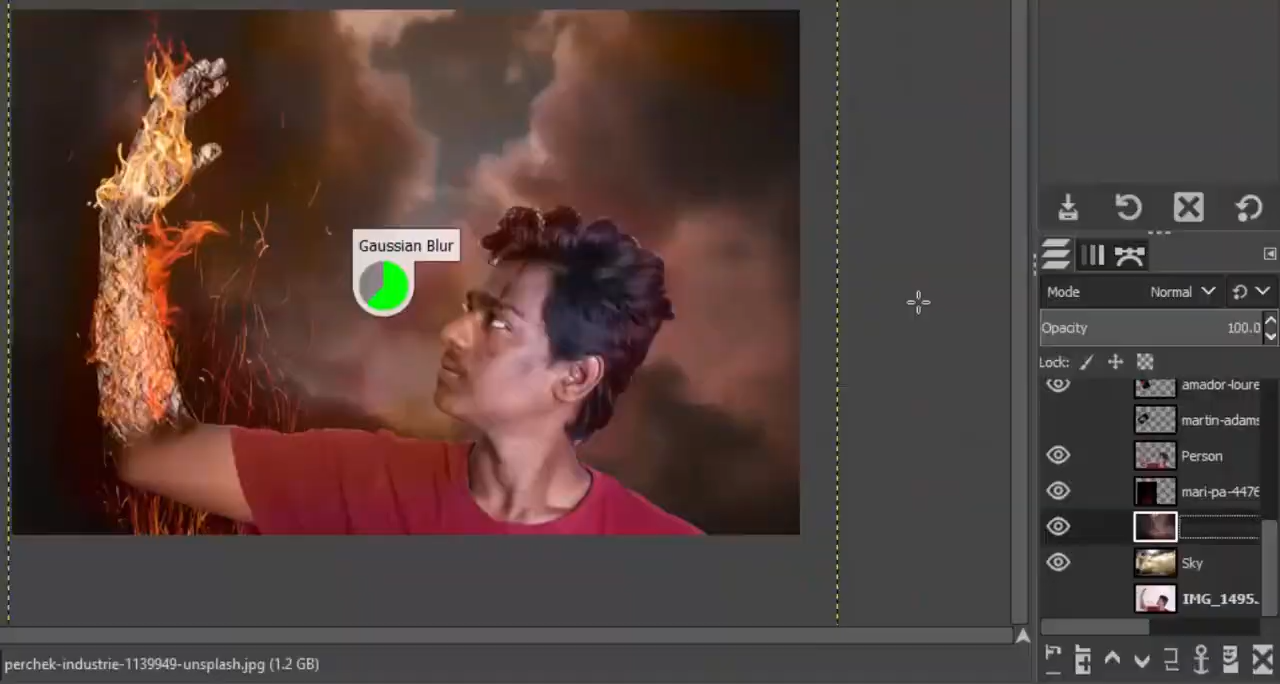 Gaussian Blur
Mode
Normal
Opacity
100.0
Lock:
amador-loure
martin-adams
Person
mari-pa-4476
Sky
IMG_1495.
perchek-industrie-1139949-unsplash.jpg (1.2 GB)